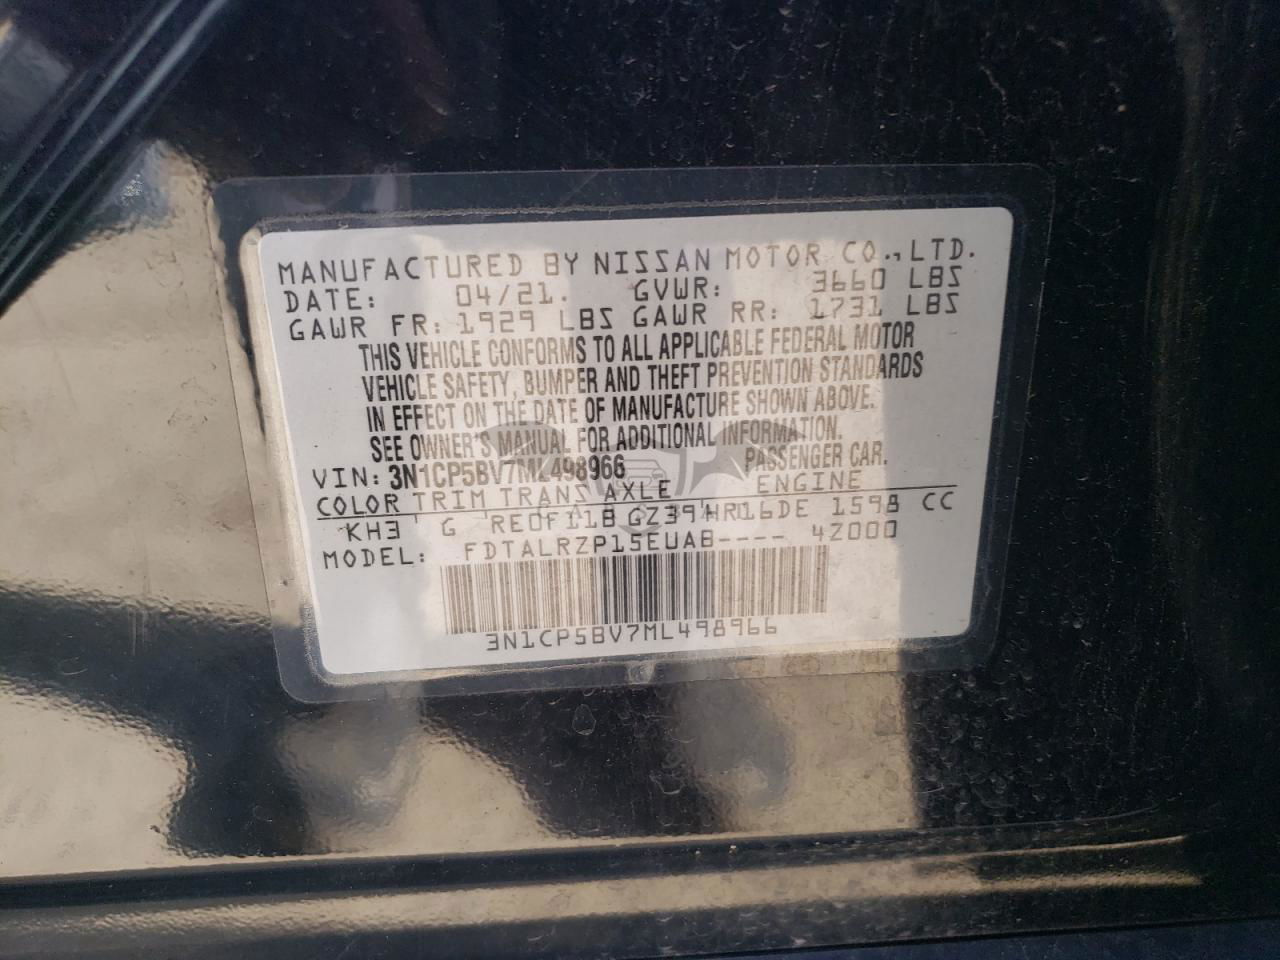 MANUFACTURED BY NISSAN MOTOR CO.,LTD.
DATE: 04/21. GVWR: 3660 LBS
GAWR FR: 1929 LBS GAWR RR: 1731 LBS
THIS VEHICLE CONFORMS TO ALL APPLICABLE FEDERAL MOTOR
VEHICLE SAFETY, BUMPER AND THEFT PREVENTION STANDARDS
IN EFFECT ON THE DATE OF MANUFACTURE SHOWN ABOVE.
SEE OWNER'S MANUAL FOR ADDITIONAL INFORMATION.
VIN: 3N1CP5BV7ML498966 PASSENGER CAR.
COLOR TRIM TRANS AXLE ENGINE
KH3 G RE0F11B GZ39 HR16DE 1598 CC
MODEL: FDTALRZP15EUAB---- 4Z000
3N1CP5BV7ML498966